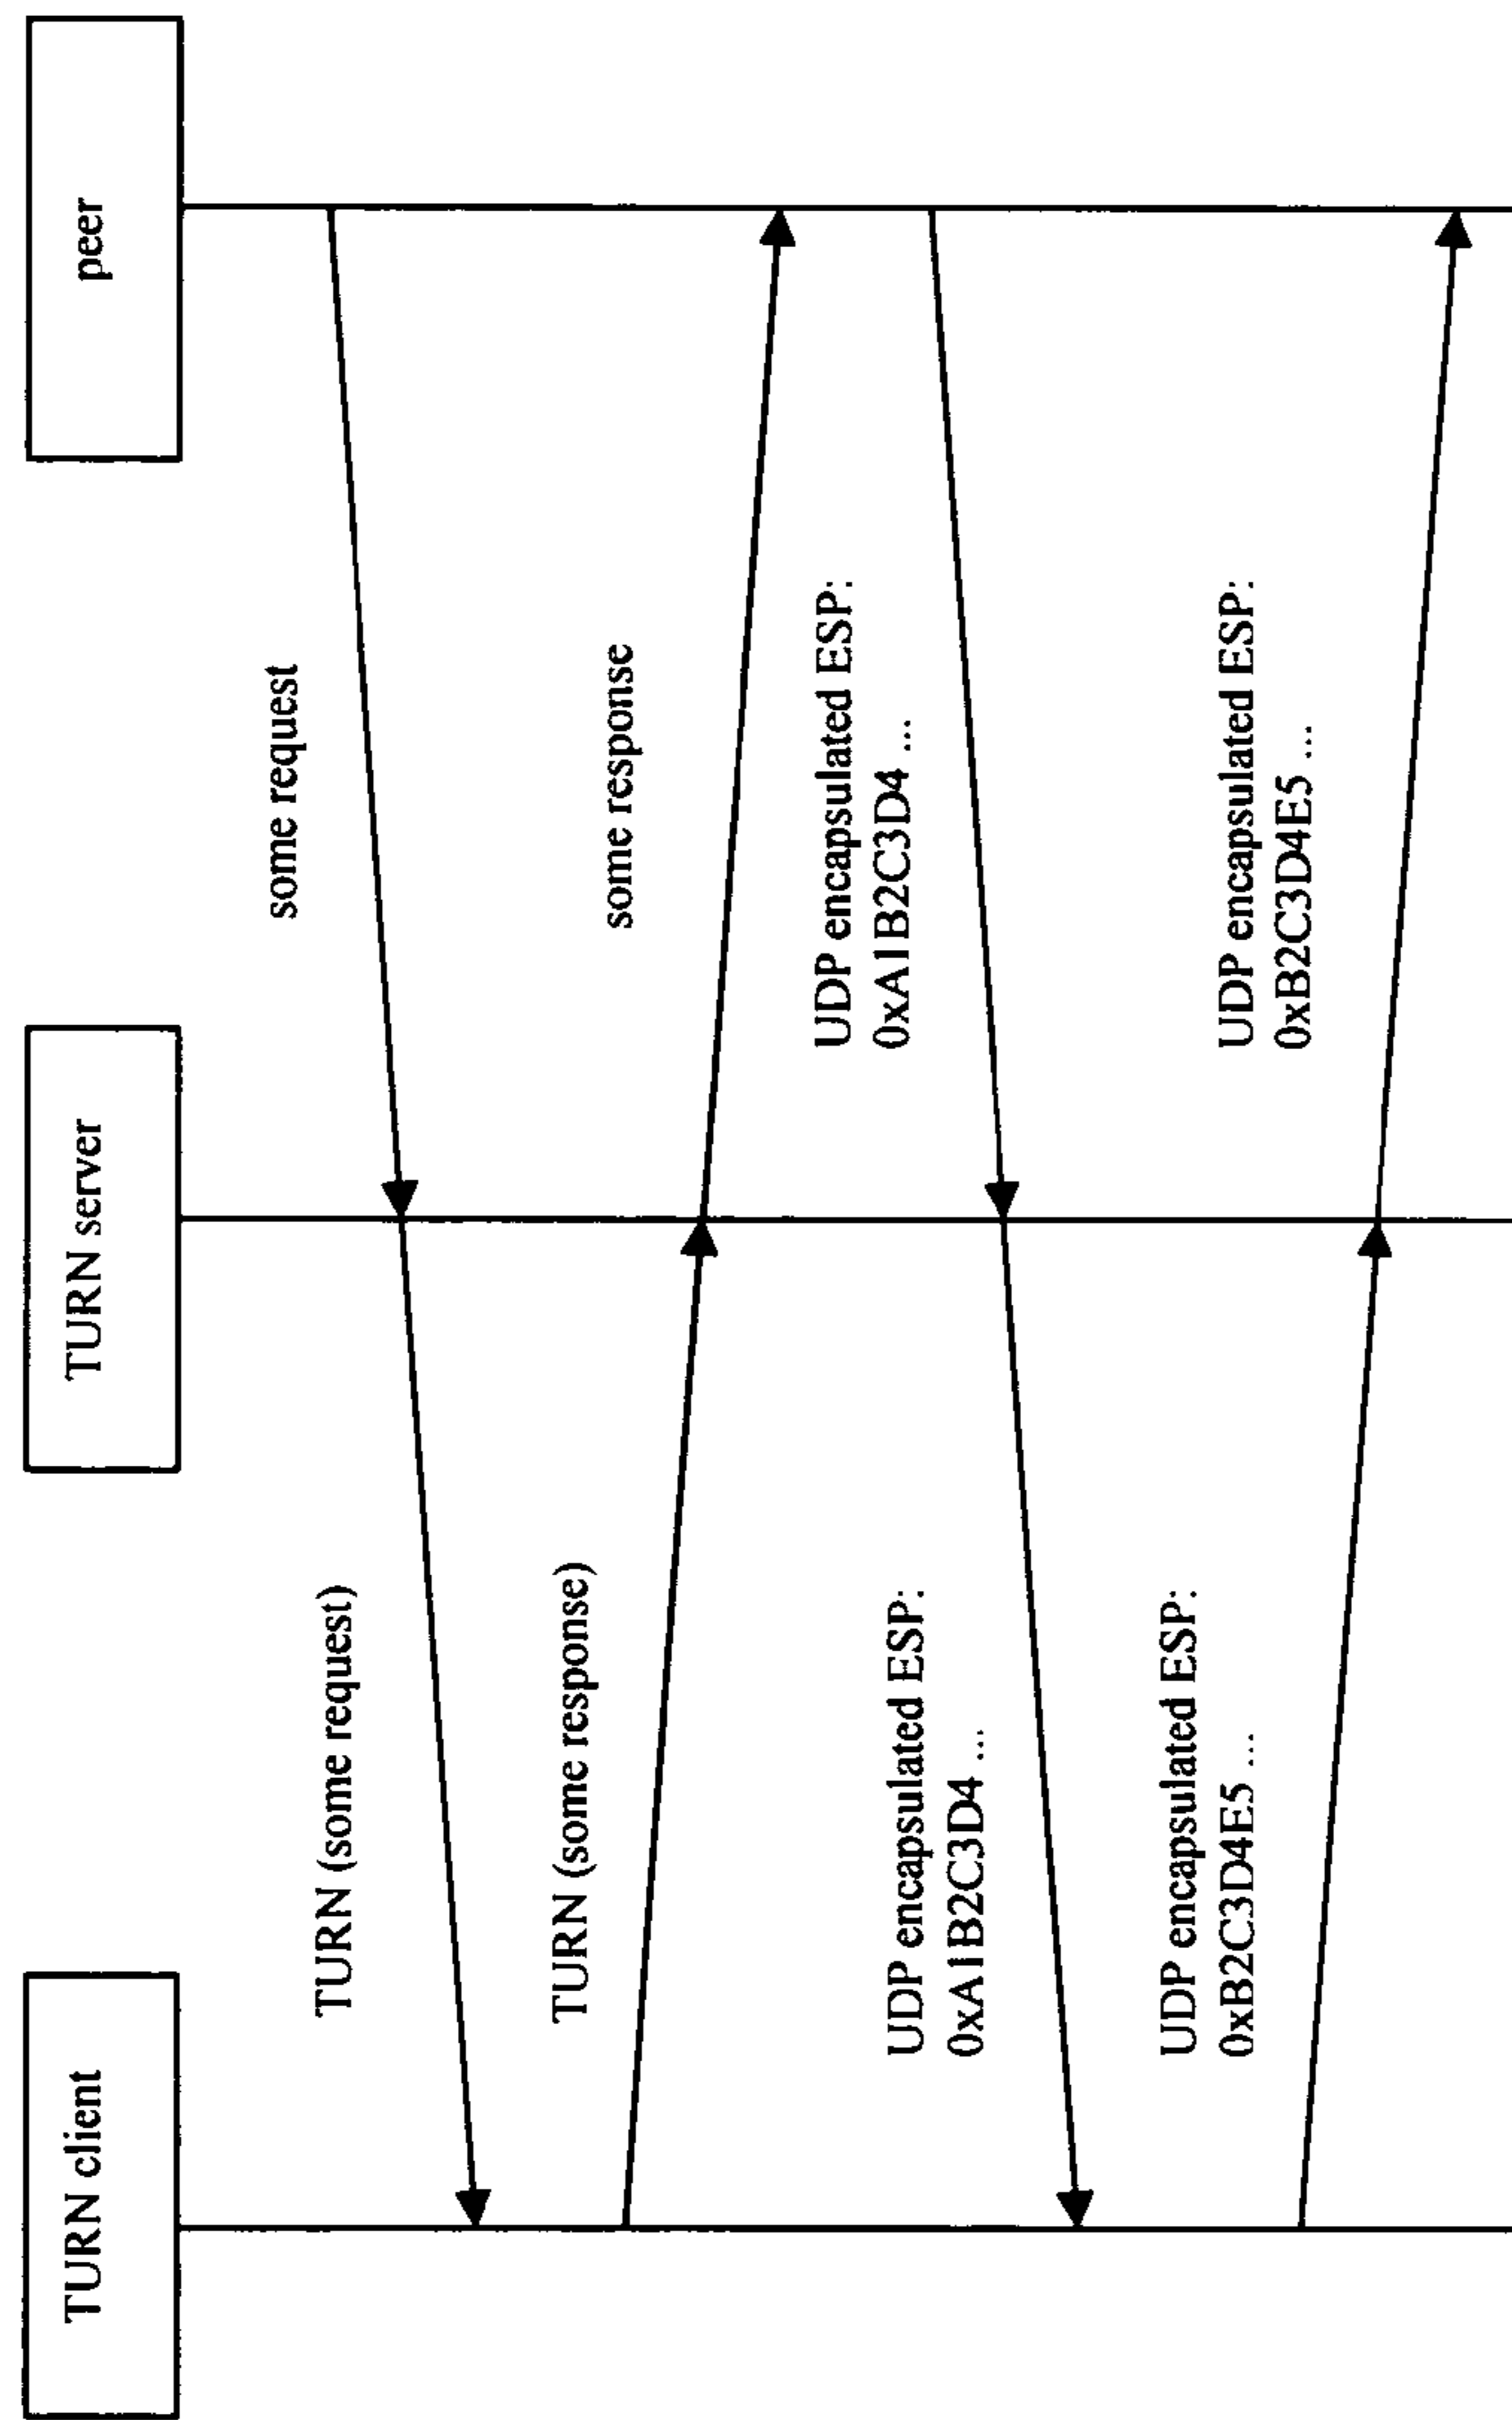 TURN client
TURN server
peer
some request
TURN (some request)
TURN (some response)
some response
UDP encapsulated ESP:
0xA1B2C3D4 ...
UDP encapsulated ESP:
0xA1B2C3D4 ...
UDP encapsulated ESP:
0xB2C3D4E5 ...
UDP encapsulated ESP:
0xB2C3D4E5 ...